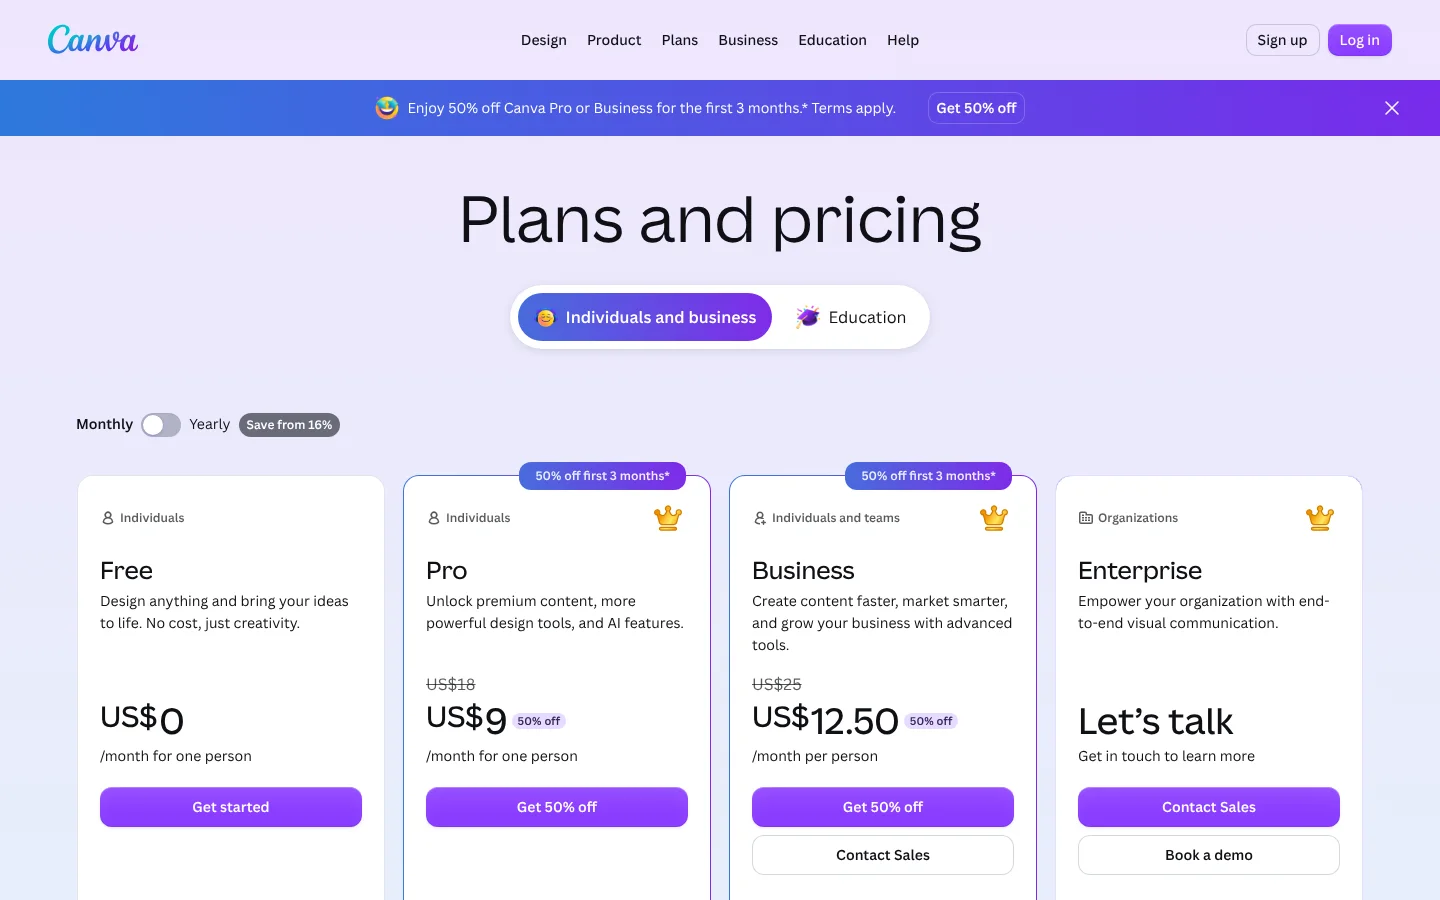 Canva
Design
Product
Plans
Business
Education
Help
Sign up
Log in
Enjoy 50% off Canva Pro or Business for the first 3 months.* Terms apply.
Get 50% off
Plans and pricing
Individuals and business
Education
Monthly
Yearly
Save from 16%
Individuals
Free
Design anything and bring your ideas
to life. No cost, just creativity.
US$0
/month for one person
Get started
50% off first 3 months*
Individuals
Pro
Unlock premium content, more
powerful design tools, and AI features.
US$18
US$9 50% off
/month for one person
Get 50% off
50% off first 3 months*
Individuals and teams
Business
Create content faster, market smarter,
and grow your business with advanced
tools.
US$25
US$12.50 50% off
/month per person
Get 50% off
Contact Sales
Organizations
Enterprise
Empower your organization with end-
to-end visual communication.
Let’s talk
Get in touch to learn more
Contact Sales
Book a demo